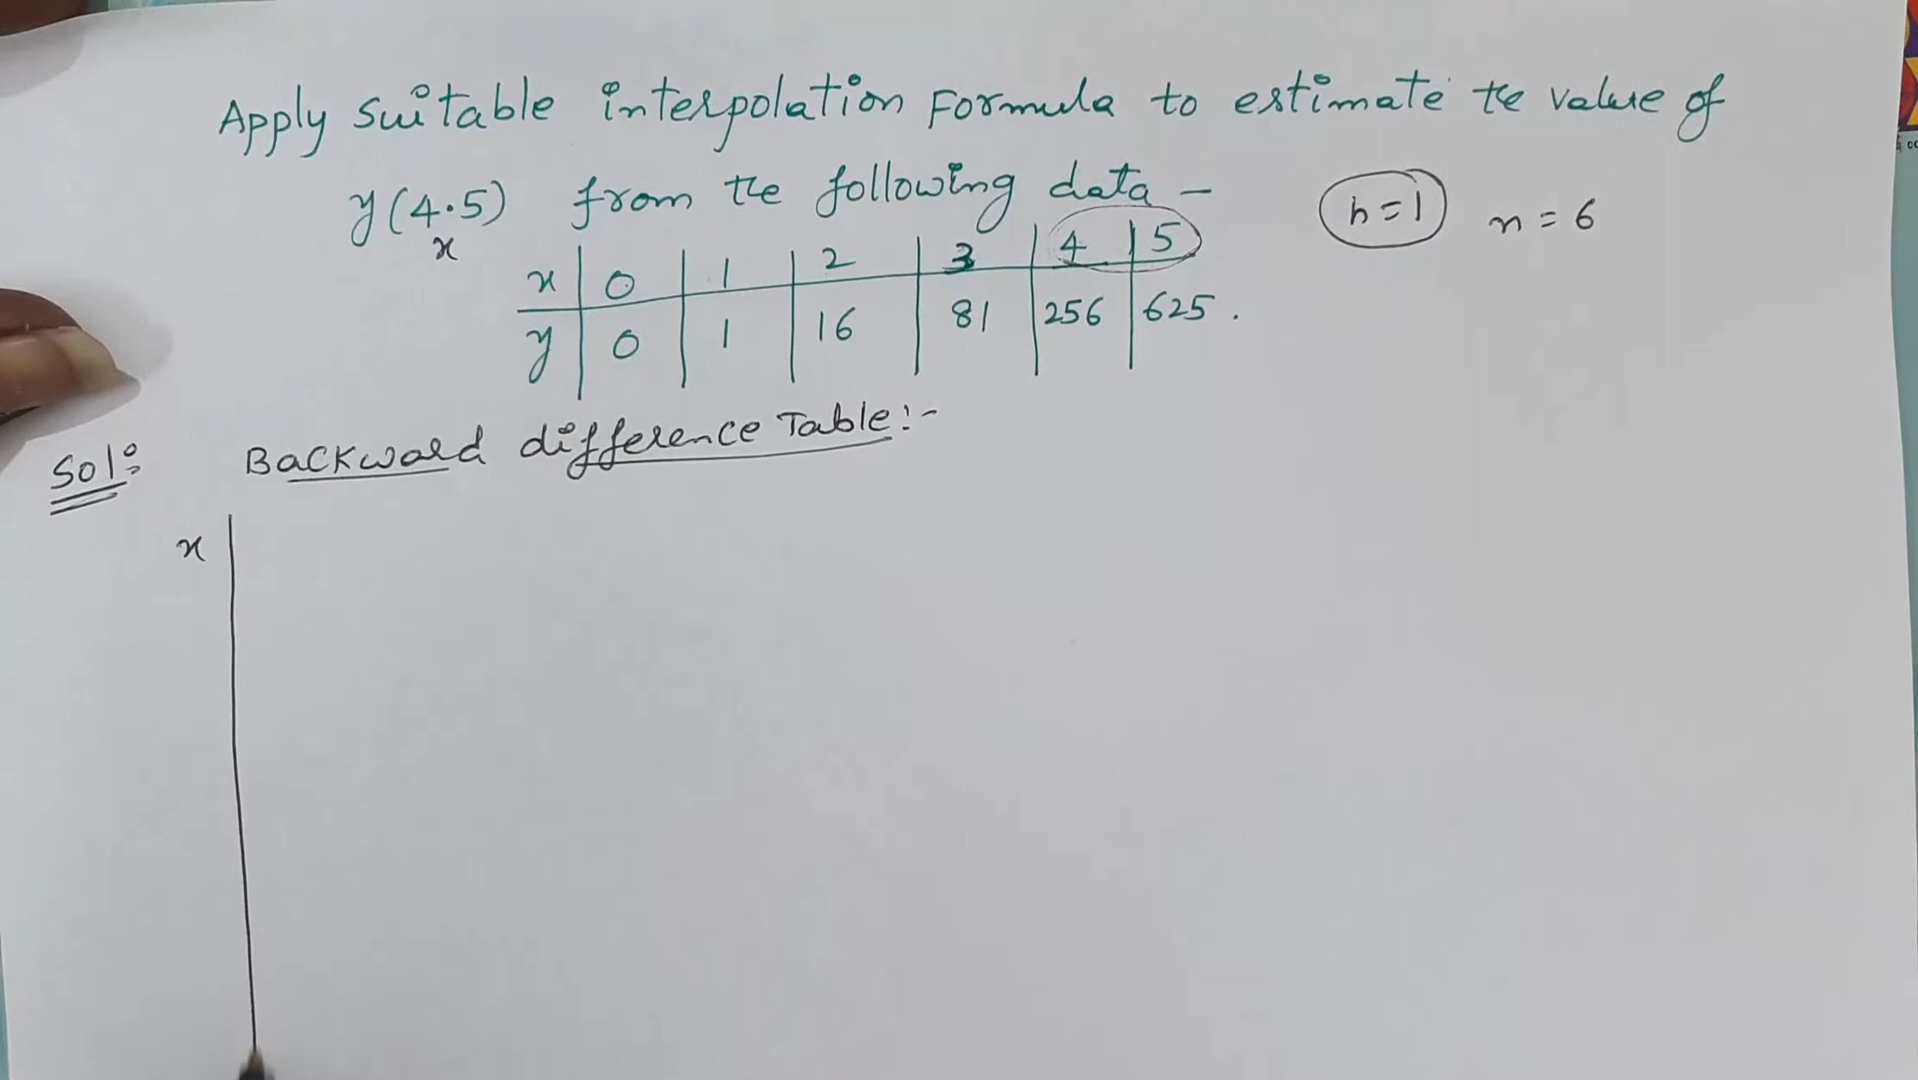 Apply Suitable interpolation Formula to estimate the value of
y(4.5) from the following data -
x
h=1 n = 6
x 0 1 2 3 4 5
y 0 1 16 81 256 625.
Sol: Backward difference Table:-
x